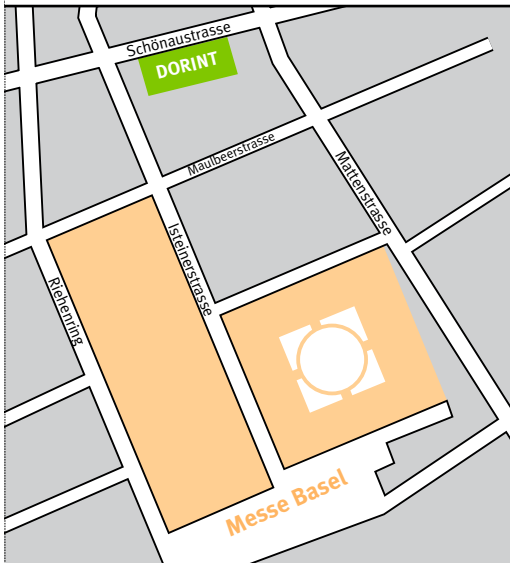 Schönaustrasse
DORINT
Maulbeerstrasse
Mattenstrasse
Isteinerstrasse
Riehenring
Messe Basel